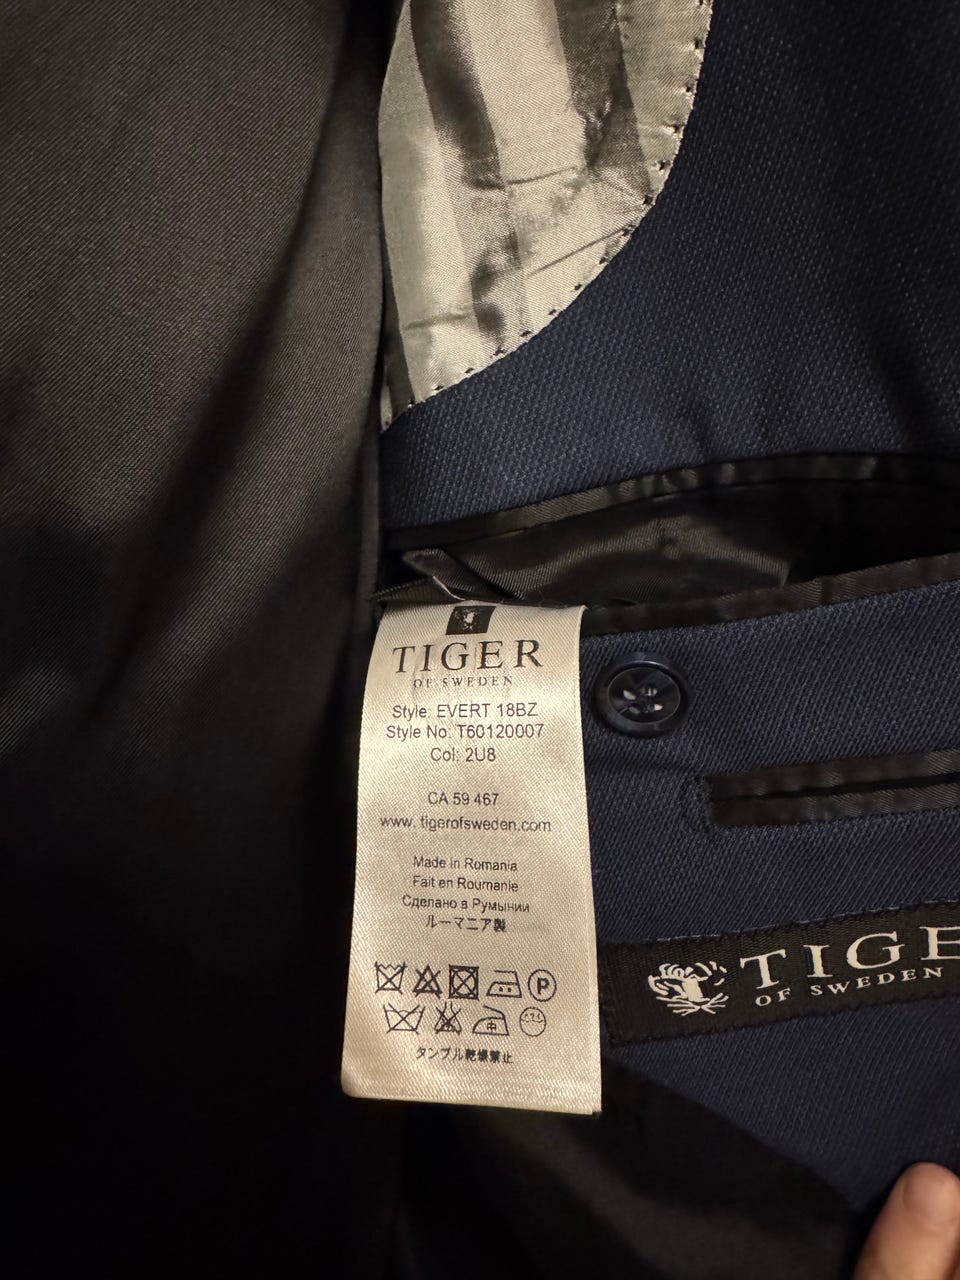 TIGER
OF SWEDEN
Style: EVERT 18BZ
Style No: T60120007
Col: 2U8
CA 59 467
www.tigerofsweden.com
Made in Romania
Fait en Roumanie
Сделано в Румынии
ルーマニア製
P
中
タンブル乾燥禁止
TIGE
OF SWEDEN